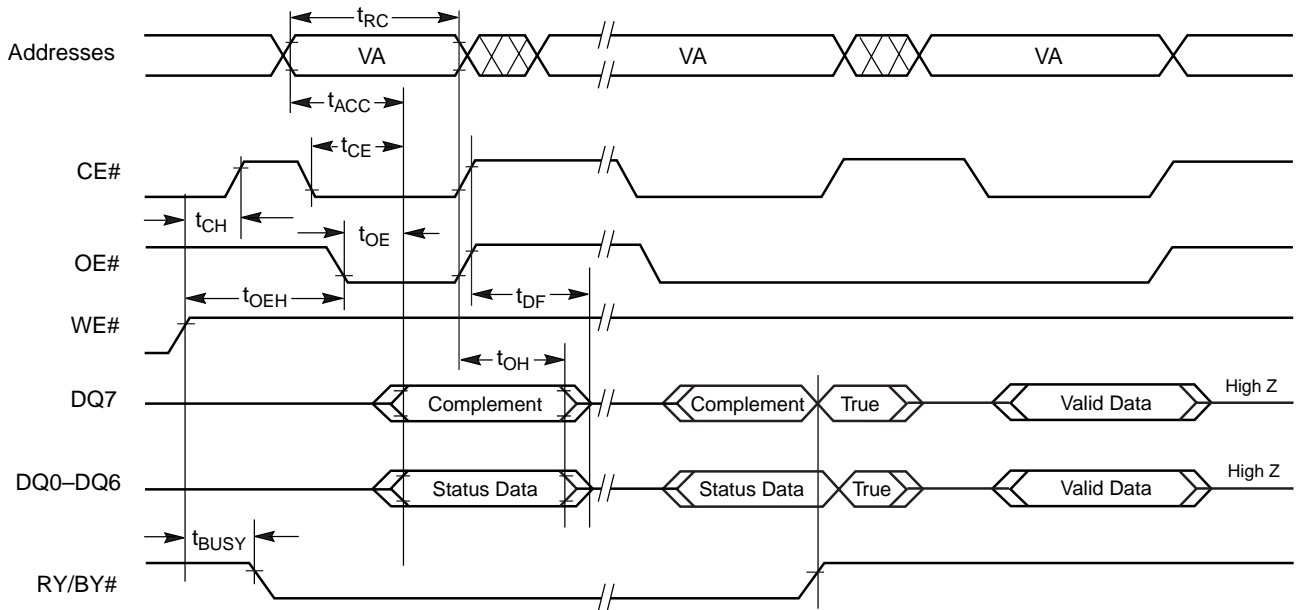 tRC
Addresses VA VA VA
tACC
tCE
CE#
tCH tOE
OE#
tOEH tDF
WE#
tOH
DQ7 Complement Complement True Valid Data High Z
DQ0–DQ6 Status Data Status Data True Valid Data High Z
tBUSY
RY/BY#